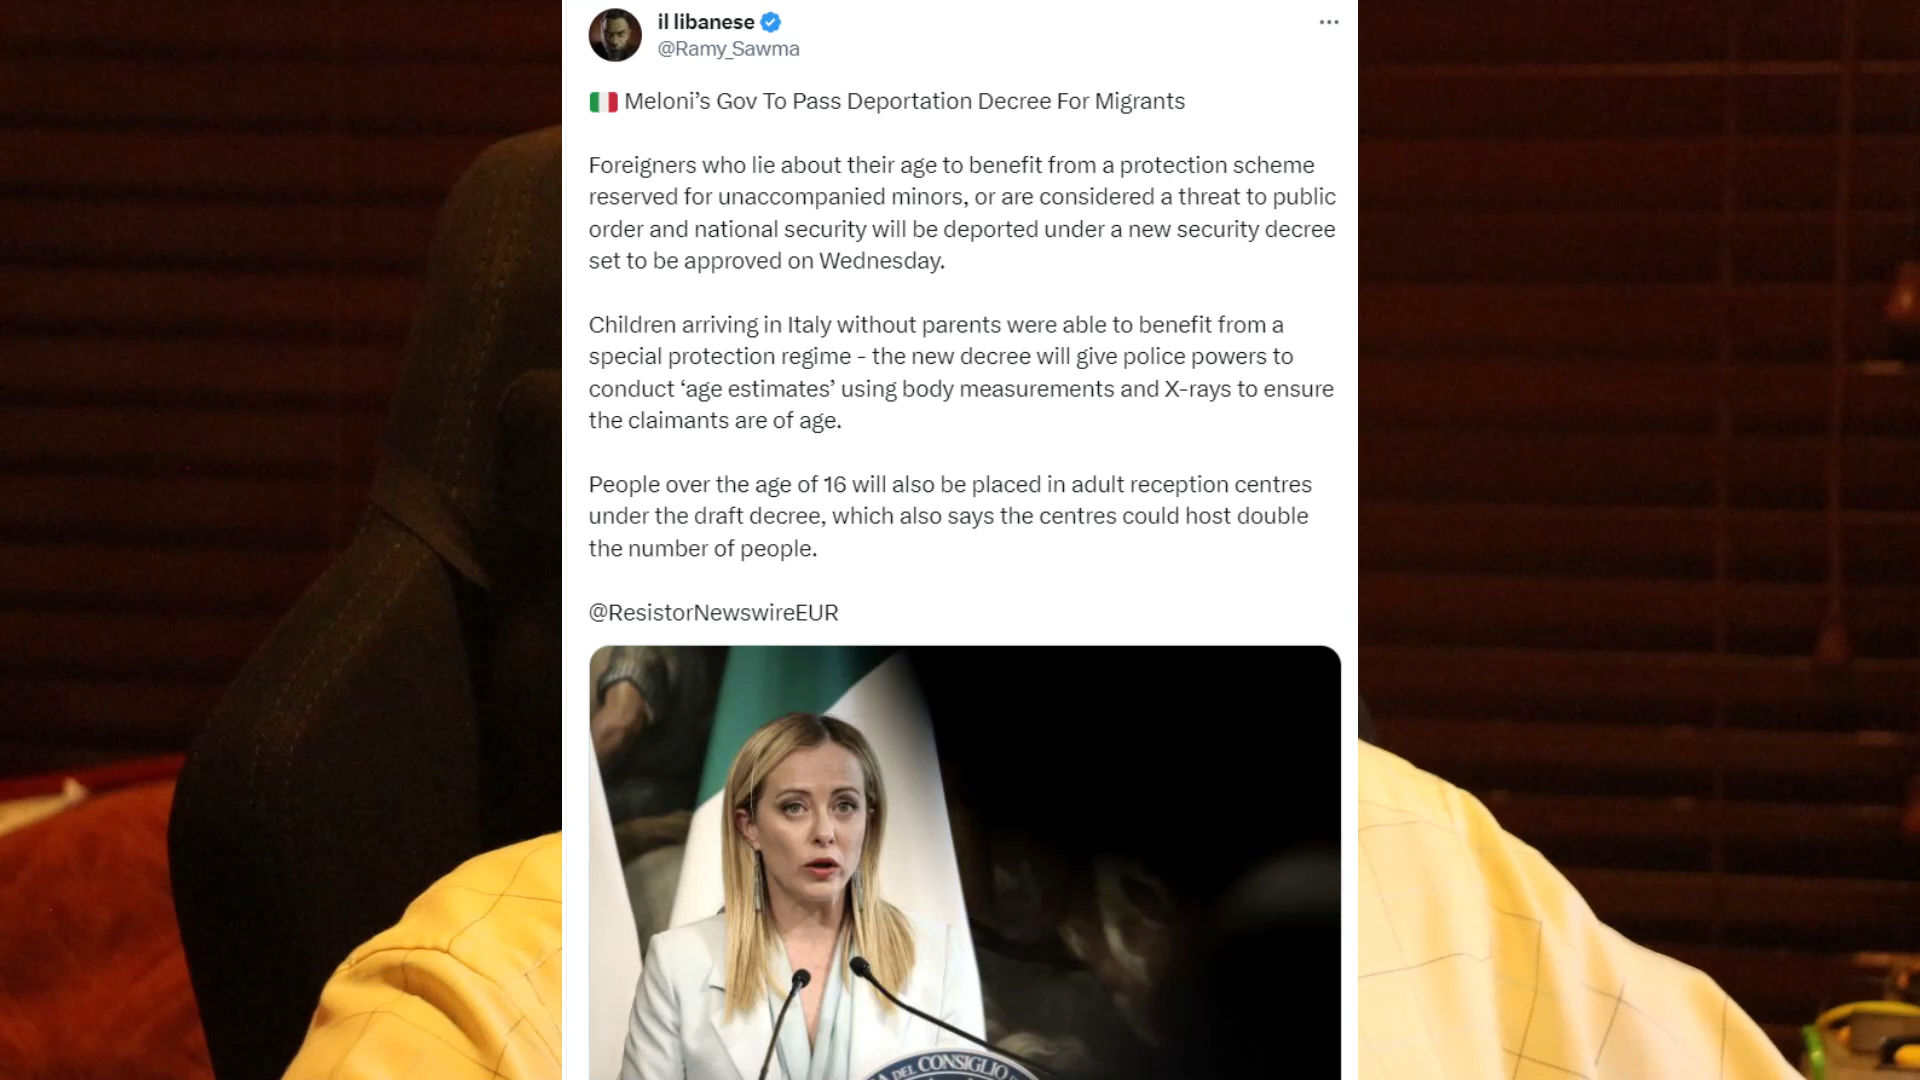 il libanese
@Ramy_Sawma
Meloni’s Gov To Pass Deportation Decree For Migrants
Foreigners who lie about their age to benefit from a protection scheme
reserved for unaccompanied minors, or are considered a threat to public
order and national security will be deported under a new security decree
set to be approved on Wednesday.
Children arriving in Italy without parents were able to benefit from a
special protection regime - the new decree will give police powers to
conduct ‘age estimates’ using body measurements and X-rays to ensure
the claimants are of age.
People over the age of 16 will also be placed in adult reception centres
under the draft decree, which also says the centres could host double
the number of people.
@ResistorNewswireEUR
DEL CONSIGLIO